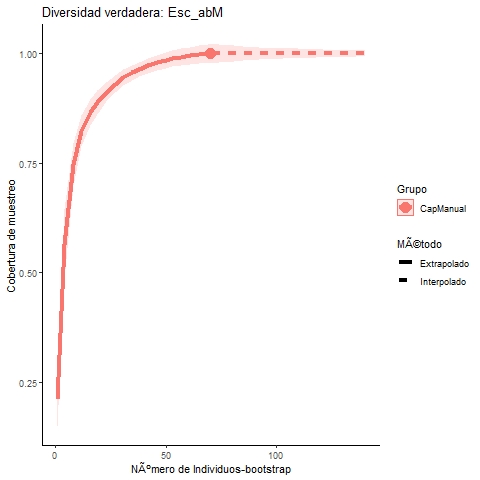 Diversidad verdadera: Esc_abM
Cobertura de muestreo
1.00
0.75
0.50
0.25
0
50
100
NÃºmero de Individuos-bootstrap
Grupo
CapManual
MÃ©todo
Extrapolado
Interpolado